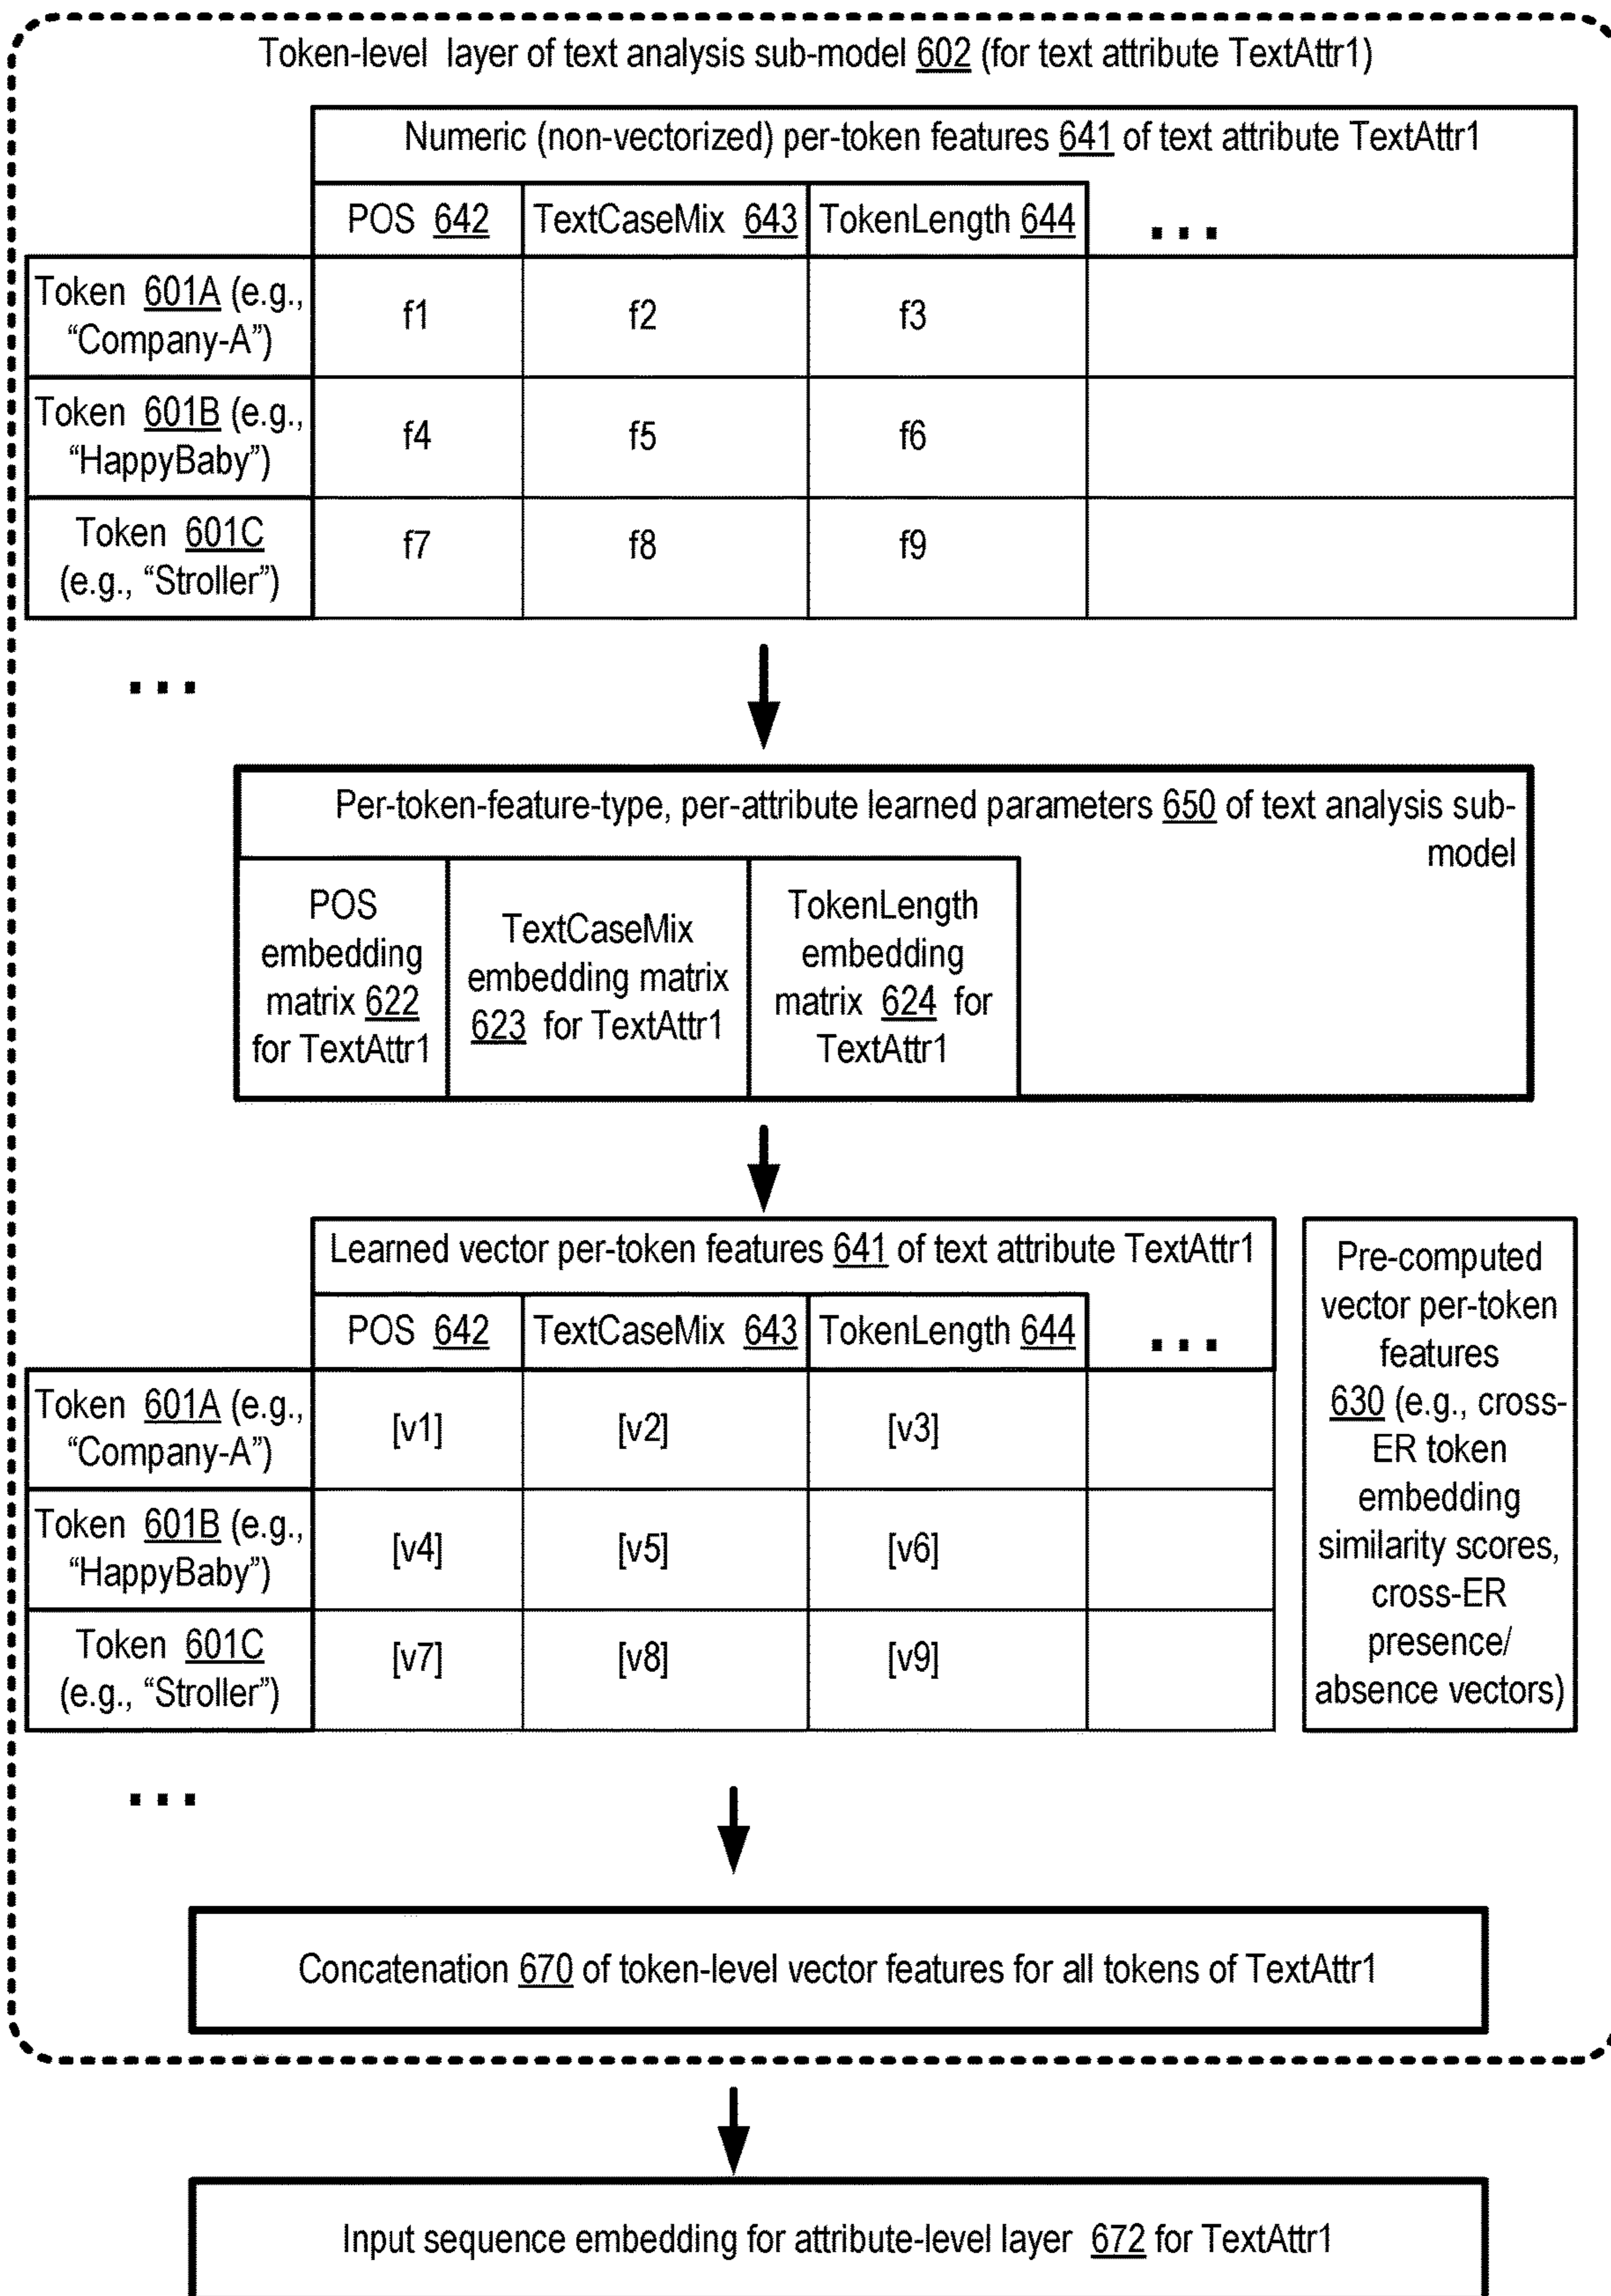 Token-level layer of text analysis sub-model 602 (for text attribute TextAttr1)
Numeric (non-vectorized) per-token features 641 of text attribute TextAttr1
POS 642 TextCaseMix 643 TokenLength 644 ...
Token 601A (e.g.,
“Company-A”)
f1 f2 f3
Token 601B (e.g.,
“HappyBaby”)
f4 f5 f6
Token 601C
(e.g., “Stroller”)
f7 f8 f9
...
Per-token-feature-type, per-attribute learned parameters 650 of text analysis sub-
model
POS
embedding
matrix 622
for TextAttr1
TextCaseMix
embedding matrix
623 for TextAttr1
TokenLength
embedding
matrix 624 for
TextAttr1
Learned vector per-token features 641 of text attribute TextAttr1
POS 642 TextCaseMix 643 TokenLength 644 ...
Token 601A (e.g.,
“Company-A”)
[v1] [v2] [v3]
Token 601B (e.g.,
“HappyBaby”)
[v4] [v5] [v6]
Token 601C
(e.g., “Stroller”)
[v7] [v8] [v9]
Pre-computed
vector per-token
features
630 (e.g., cross-
ER token
embedding
similarity scores,
cross-ER
presence/
absence vectors)
...
Concatenation 670 of token-level vector features for all tokens of TextAttr1
Input sequence embedding for attribute-level layer 672 for TextAttr1